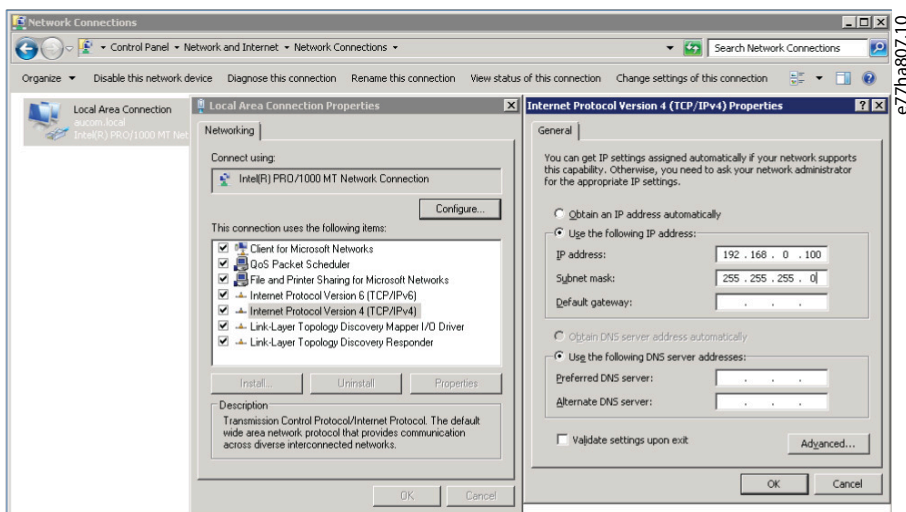 Network Connections
Control Panel Network and Internet Network Connections
Search Network Connections
Organize Disable this network device Diagnose this connection Rename this connection View status of this connection Change settings of this connection
Local Area Connection
aucom.local
Intel(R) PRO/1000 MT Net
Local Area Connection Properties
Networking
Connect using:
Intel(R) PRO/1000 MT Network Connection
Configure...
This connection uses the following items:
Client for Microsoft Networks
QoS Packet Scheduler
File and Printer Sharing for Microsoft Networks
Internet Protocol Version 6 (TCP/IPv6)
Internet Protocol Version 4 (TCP/IPv4)
Link-Layer Topology Discovery Mapper I/O Driver
Link-Layer Topology Discovery Responder
Install... Uninstall Properties
Description
Transmission Control Protocol/Internet Protocol. The default
wide area network protocol that provides communication
across diverse interconnected networks.
OK Cancel
Internet Protocol Version 4 (TCP/IPv4) Properties
General
You can get IP settings assigned automatically if your network supports
this capability. Otherwise, you need to ask your network administrator
for the appropriate IP settings.
Obtain an IP address automatically
Use the following IP address:
IP address: 192 . 168 . 0 . 100
Subnet mask: 255 . 255 . 255 . 0
Default gateway: . . .
Obtain DNS server address automatically
Use the following DNS server addresses:
Preferred DNS server: . . .
Alternate DNS server: . . .
Validate settings upon exit
Advanced...
OK Cancel
e77ha807.10